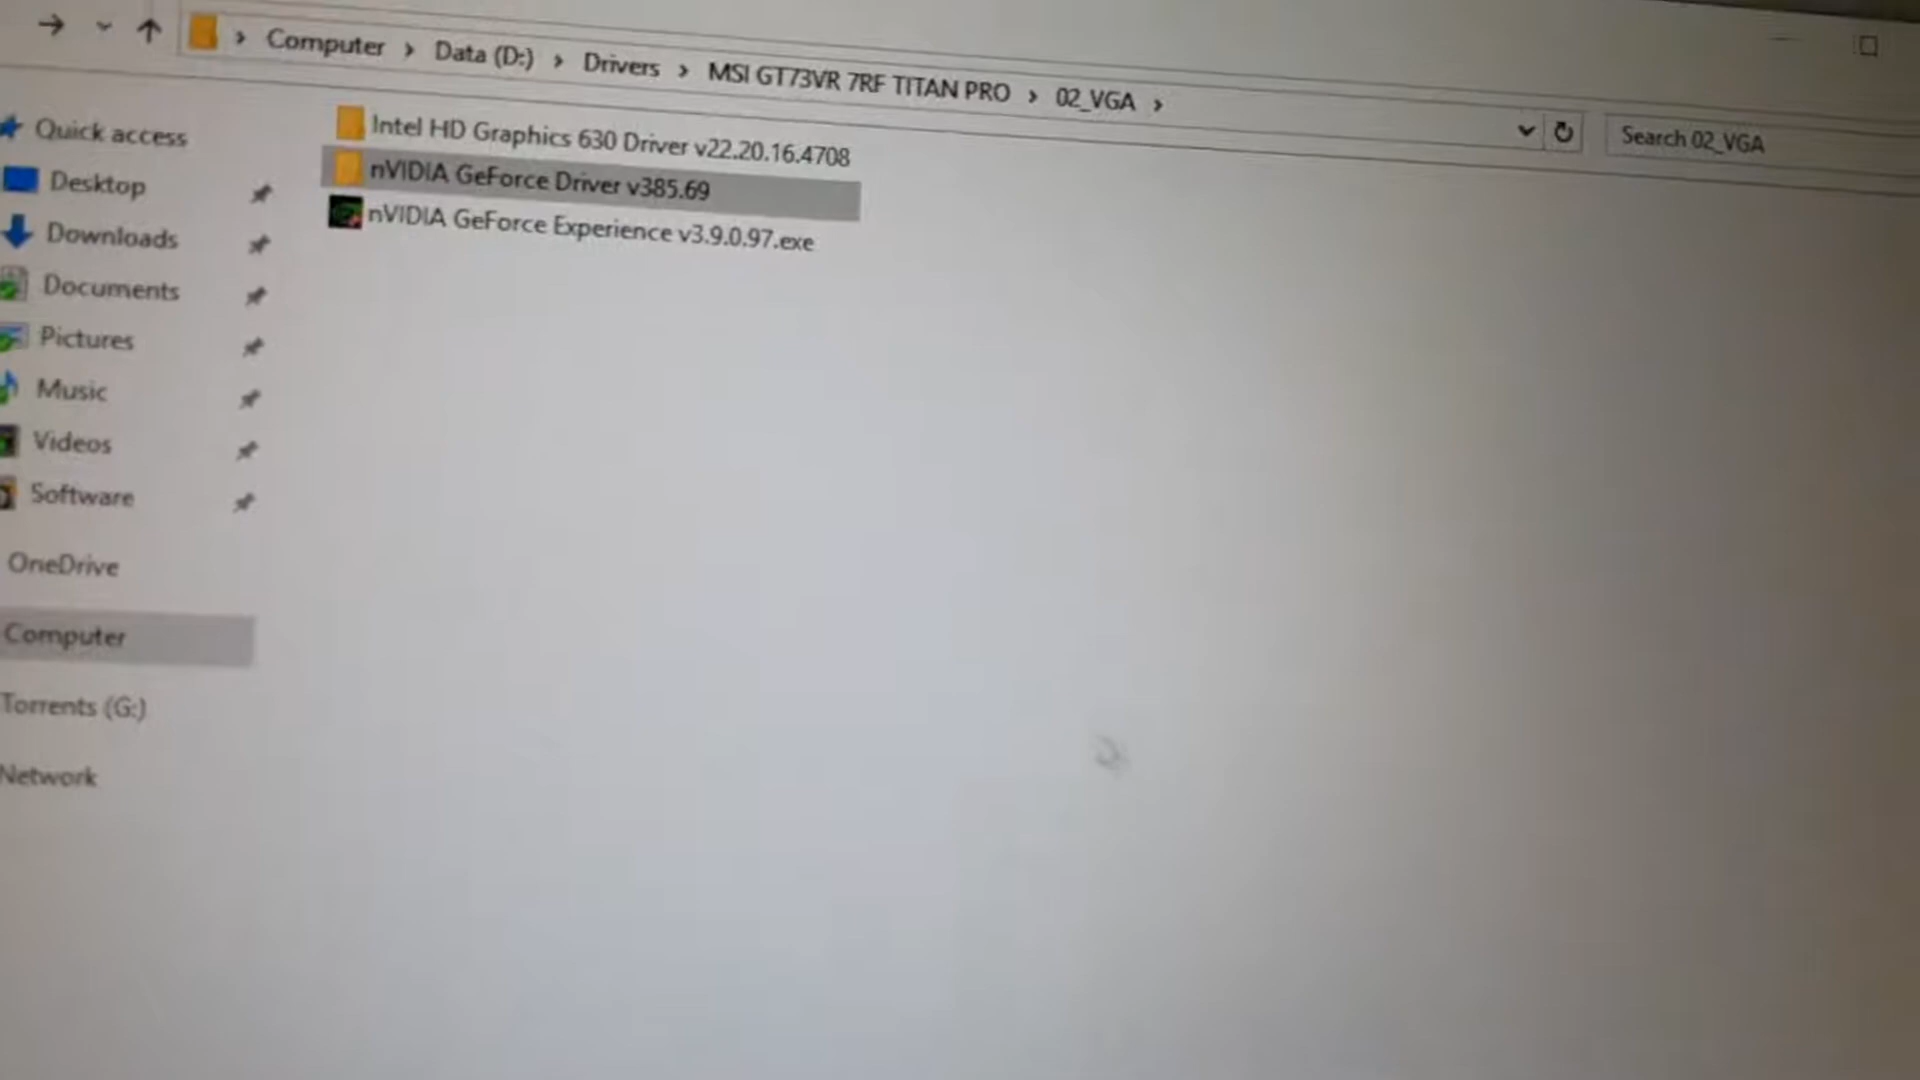 Computer > Data (D:) > Drivers > MSI GT73VR 7RF TITAN PRO > 02_VGA >
Search 02_VGA
Quick access
Desktop
Downloads
Documents
Pictures
Music
Videos
Software
OneDrive
Computer
Torrents (G:)
Network
Intel HD Graphics 630 Driver v22.20.16.4708
nVIDIA GeForce Driver v385.69
nVIDIA GeForce Experience v3.9.0.97.exe